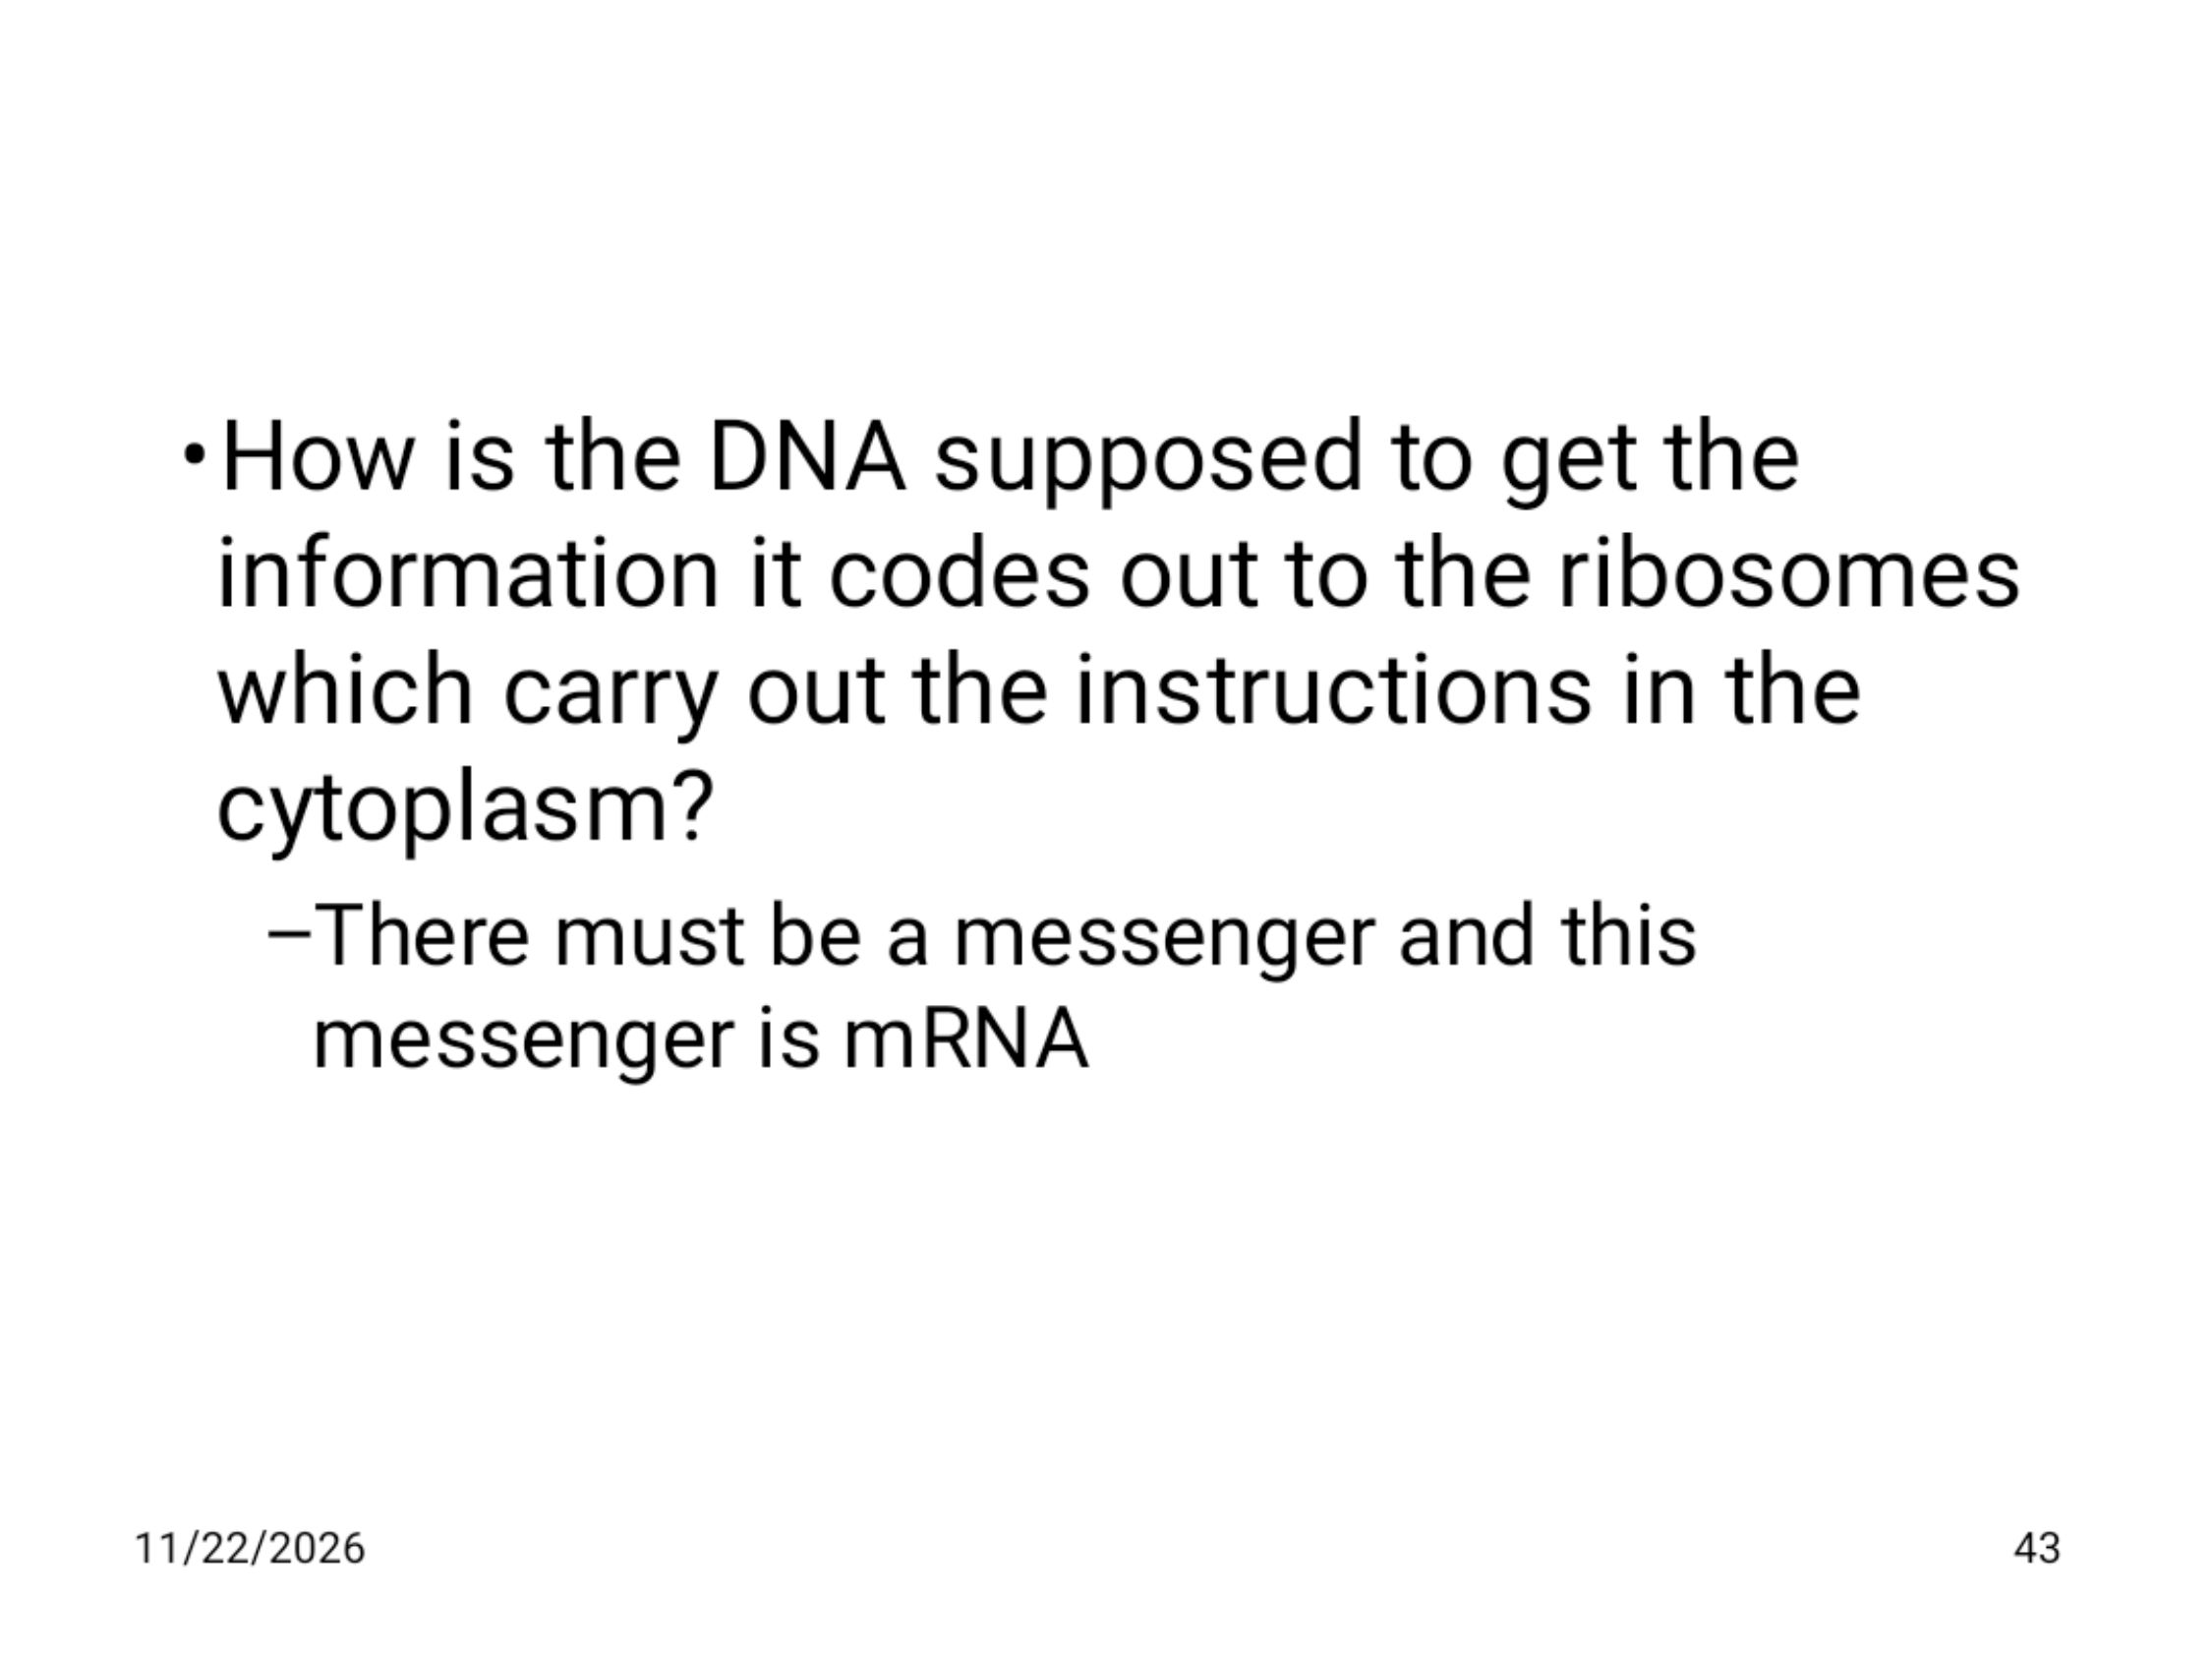 •How is the DNA supposed to get the
information it codes out to the ribosomes
which carry out the instructions in the
cytoplasm?
–There must be a messenger and this
messenger is mRNA
11/22/2026
43